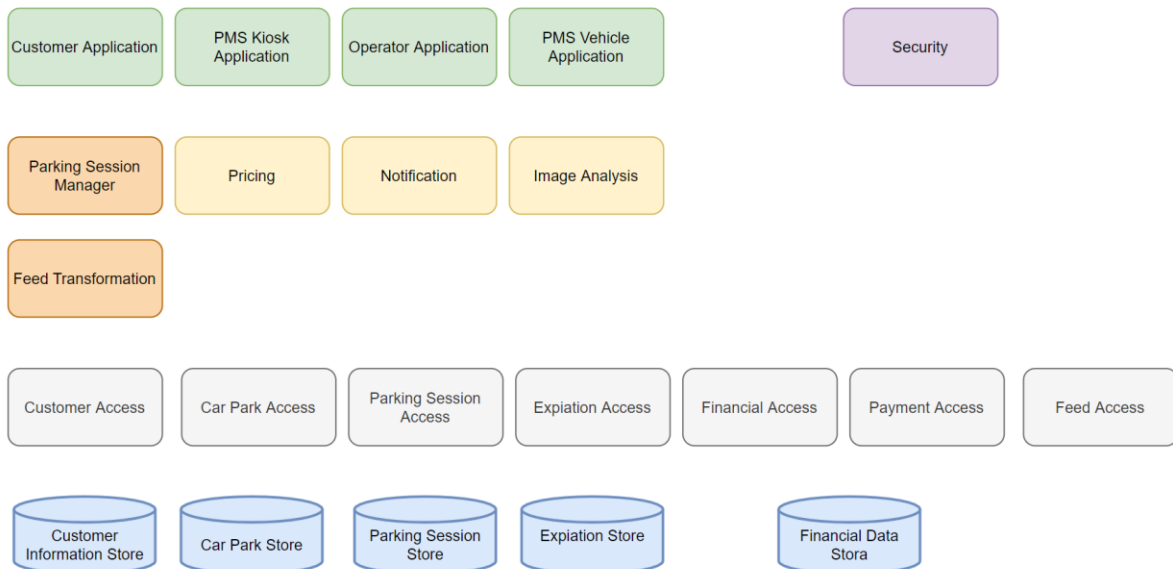 Customer Application
PMS Kiosk
Application
Operator Application
PMS Vehicle
Application
Security
Parking Session
Manager
Pricing
Notification
Image Analysis
Feed Transformation
Customer Access
Car Park Access
Parking Session
Access
Expiation Access
Financial Access
Payment Access
Feed Access
Customer
Information Store
Car Park Store
Parking Session
Store
Expiation Store
Financial Data
Stora